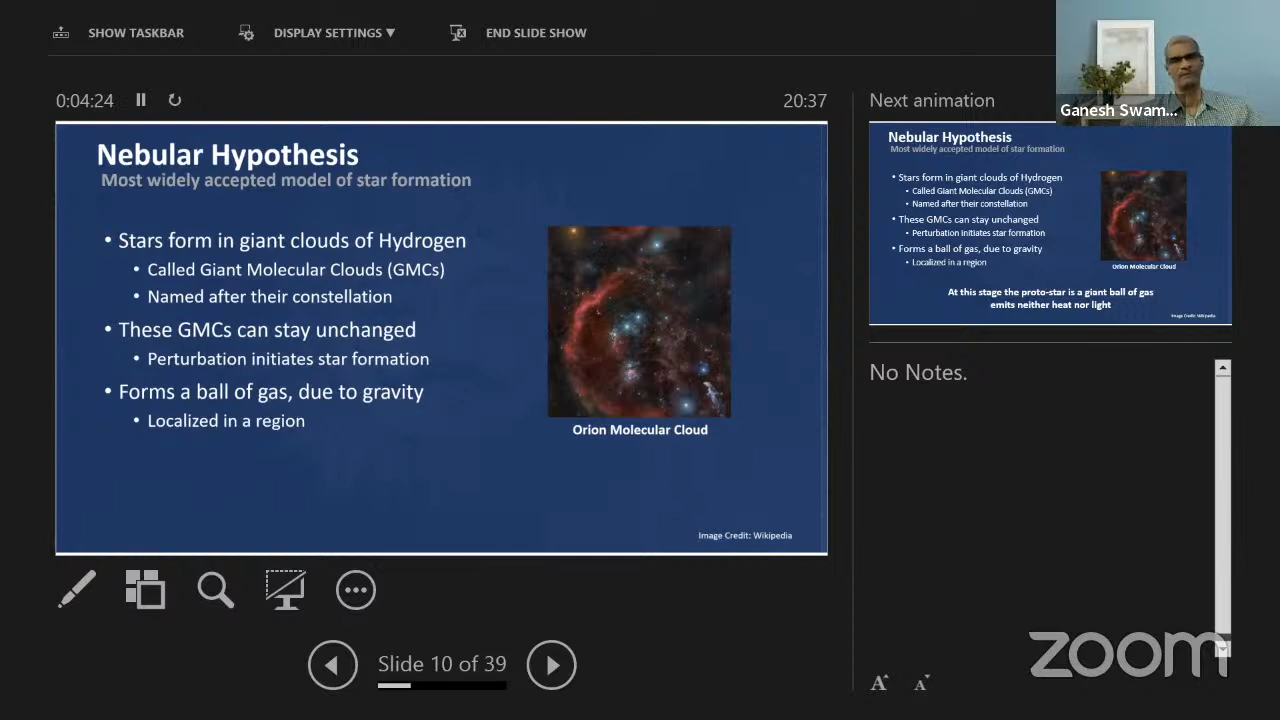 SHOW TASKBAR
DISPLAY SETTINGS ▼
END SLIDE SHOW
Ganesh Swam...
0:04:24
20:37
Nebular Hypothesis
Most widely accepted model of star formation
• Stars form in giant clouds of Hydrogen
• Called Giant Molecular Clouds (GMCs)
• Named after their constellation
• These GMCs can stay unchanged
• Perturbation initiates star formation
• Forms a ball of gas, due to gravity
• Localized in a region
Orion Molecular Cloud
Image Credit: Wikipedia
Slide 10 of 39
Next animation
Nebular Hypothesis
Most widely accepted model of star formation
• Stars form in giant clouds of Hydrogen
• Called Giant Molecular Clouds (GMCs)
• Named after their constellation
• These GMCs can stay unchanged
• Perturbation initiates star formation
• Forms a ball of gas, due to gravity
• Localized in a region
Orion Molecular Cloud
At this stage the proto-star is a giant ball of gas
emits neither heat nor light
Image Credit: Wikipedia
No Notes.
A A
zoom